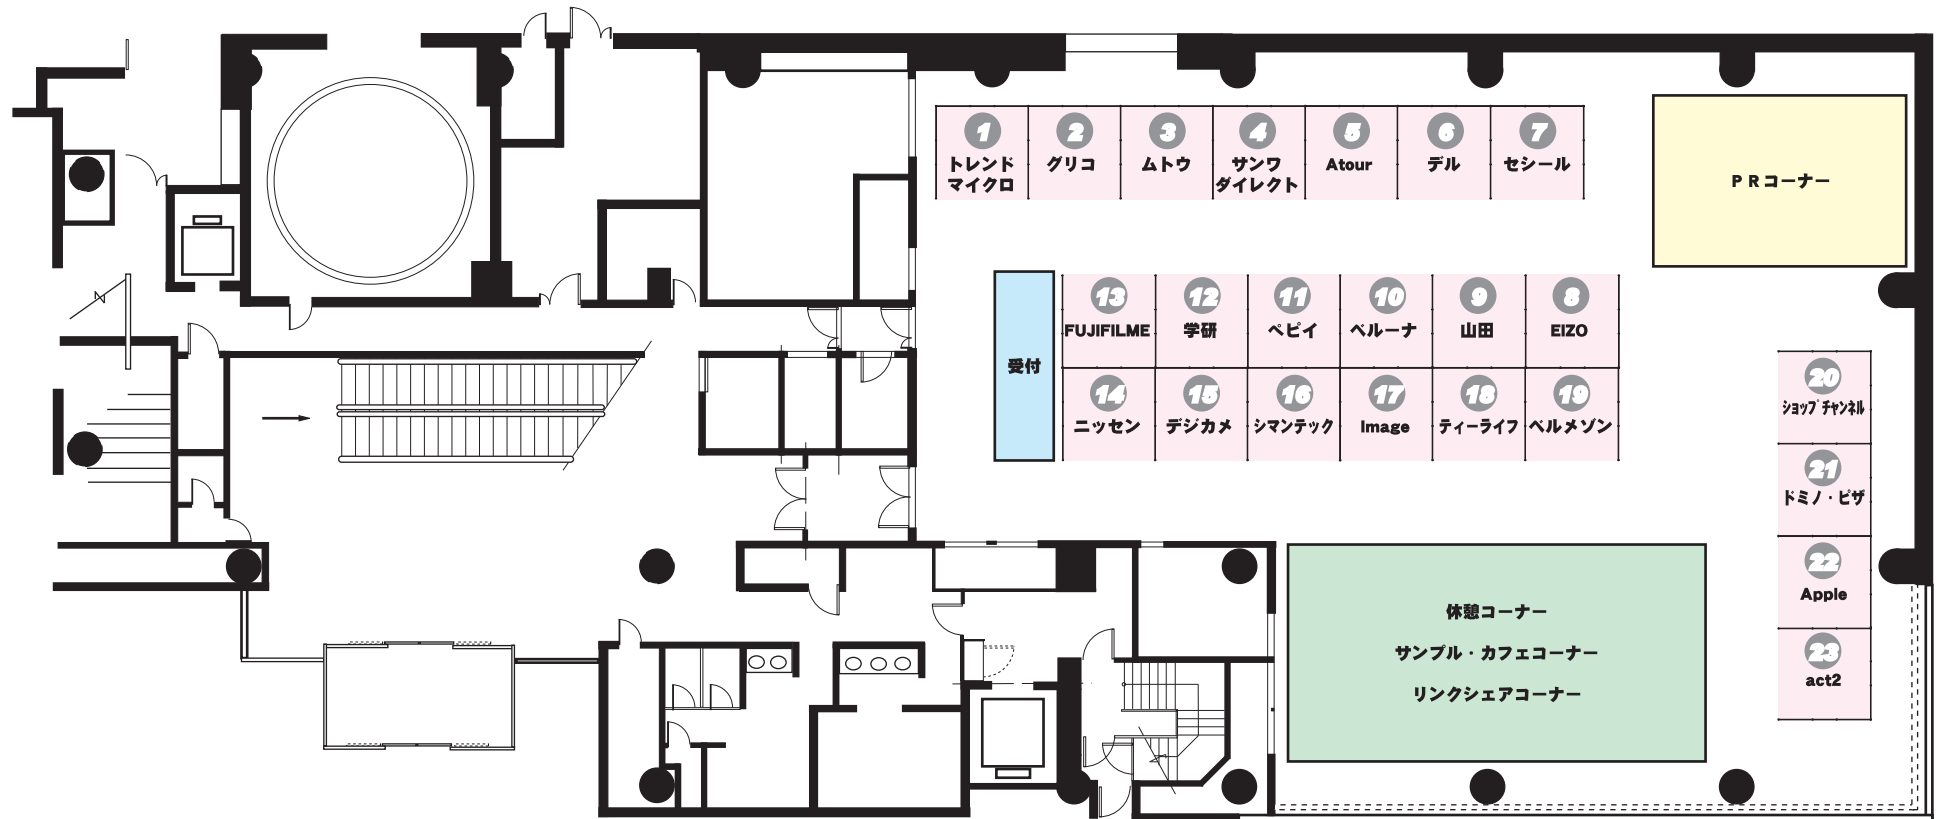 1
トレンド
マイクロ
2
グリコ
3
ムトウ
4
サンワ
ダイレクト
5
Atour
6
デル
7
セシール
PRコーナー
受付
13
FUJIFILME
12
学研
11
ペピイ
10
ベルーナ
9
山田
8
EIZO
14
ニッセン
15
デジカメ
16
シマンテック
17
Image
18
ティーライフ
19
ベルメゾン
20
ショップチャンネル
21
ドミノ・ピザ
22
Apple
23
act2
休憩コーナー
サンプル・カフェコーナー
リンクシェアコーナー
N